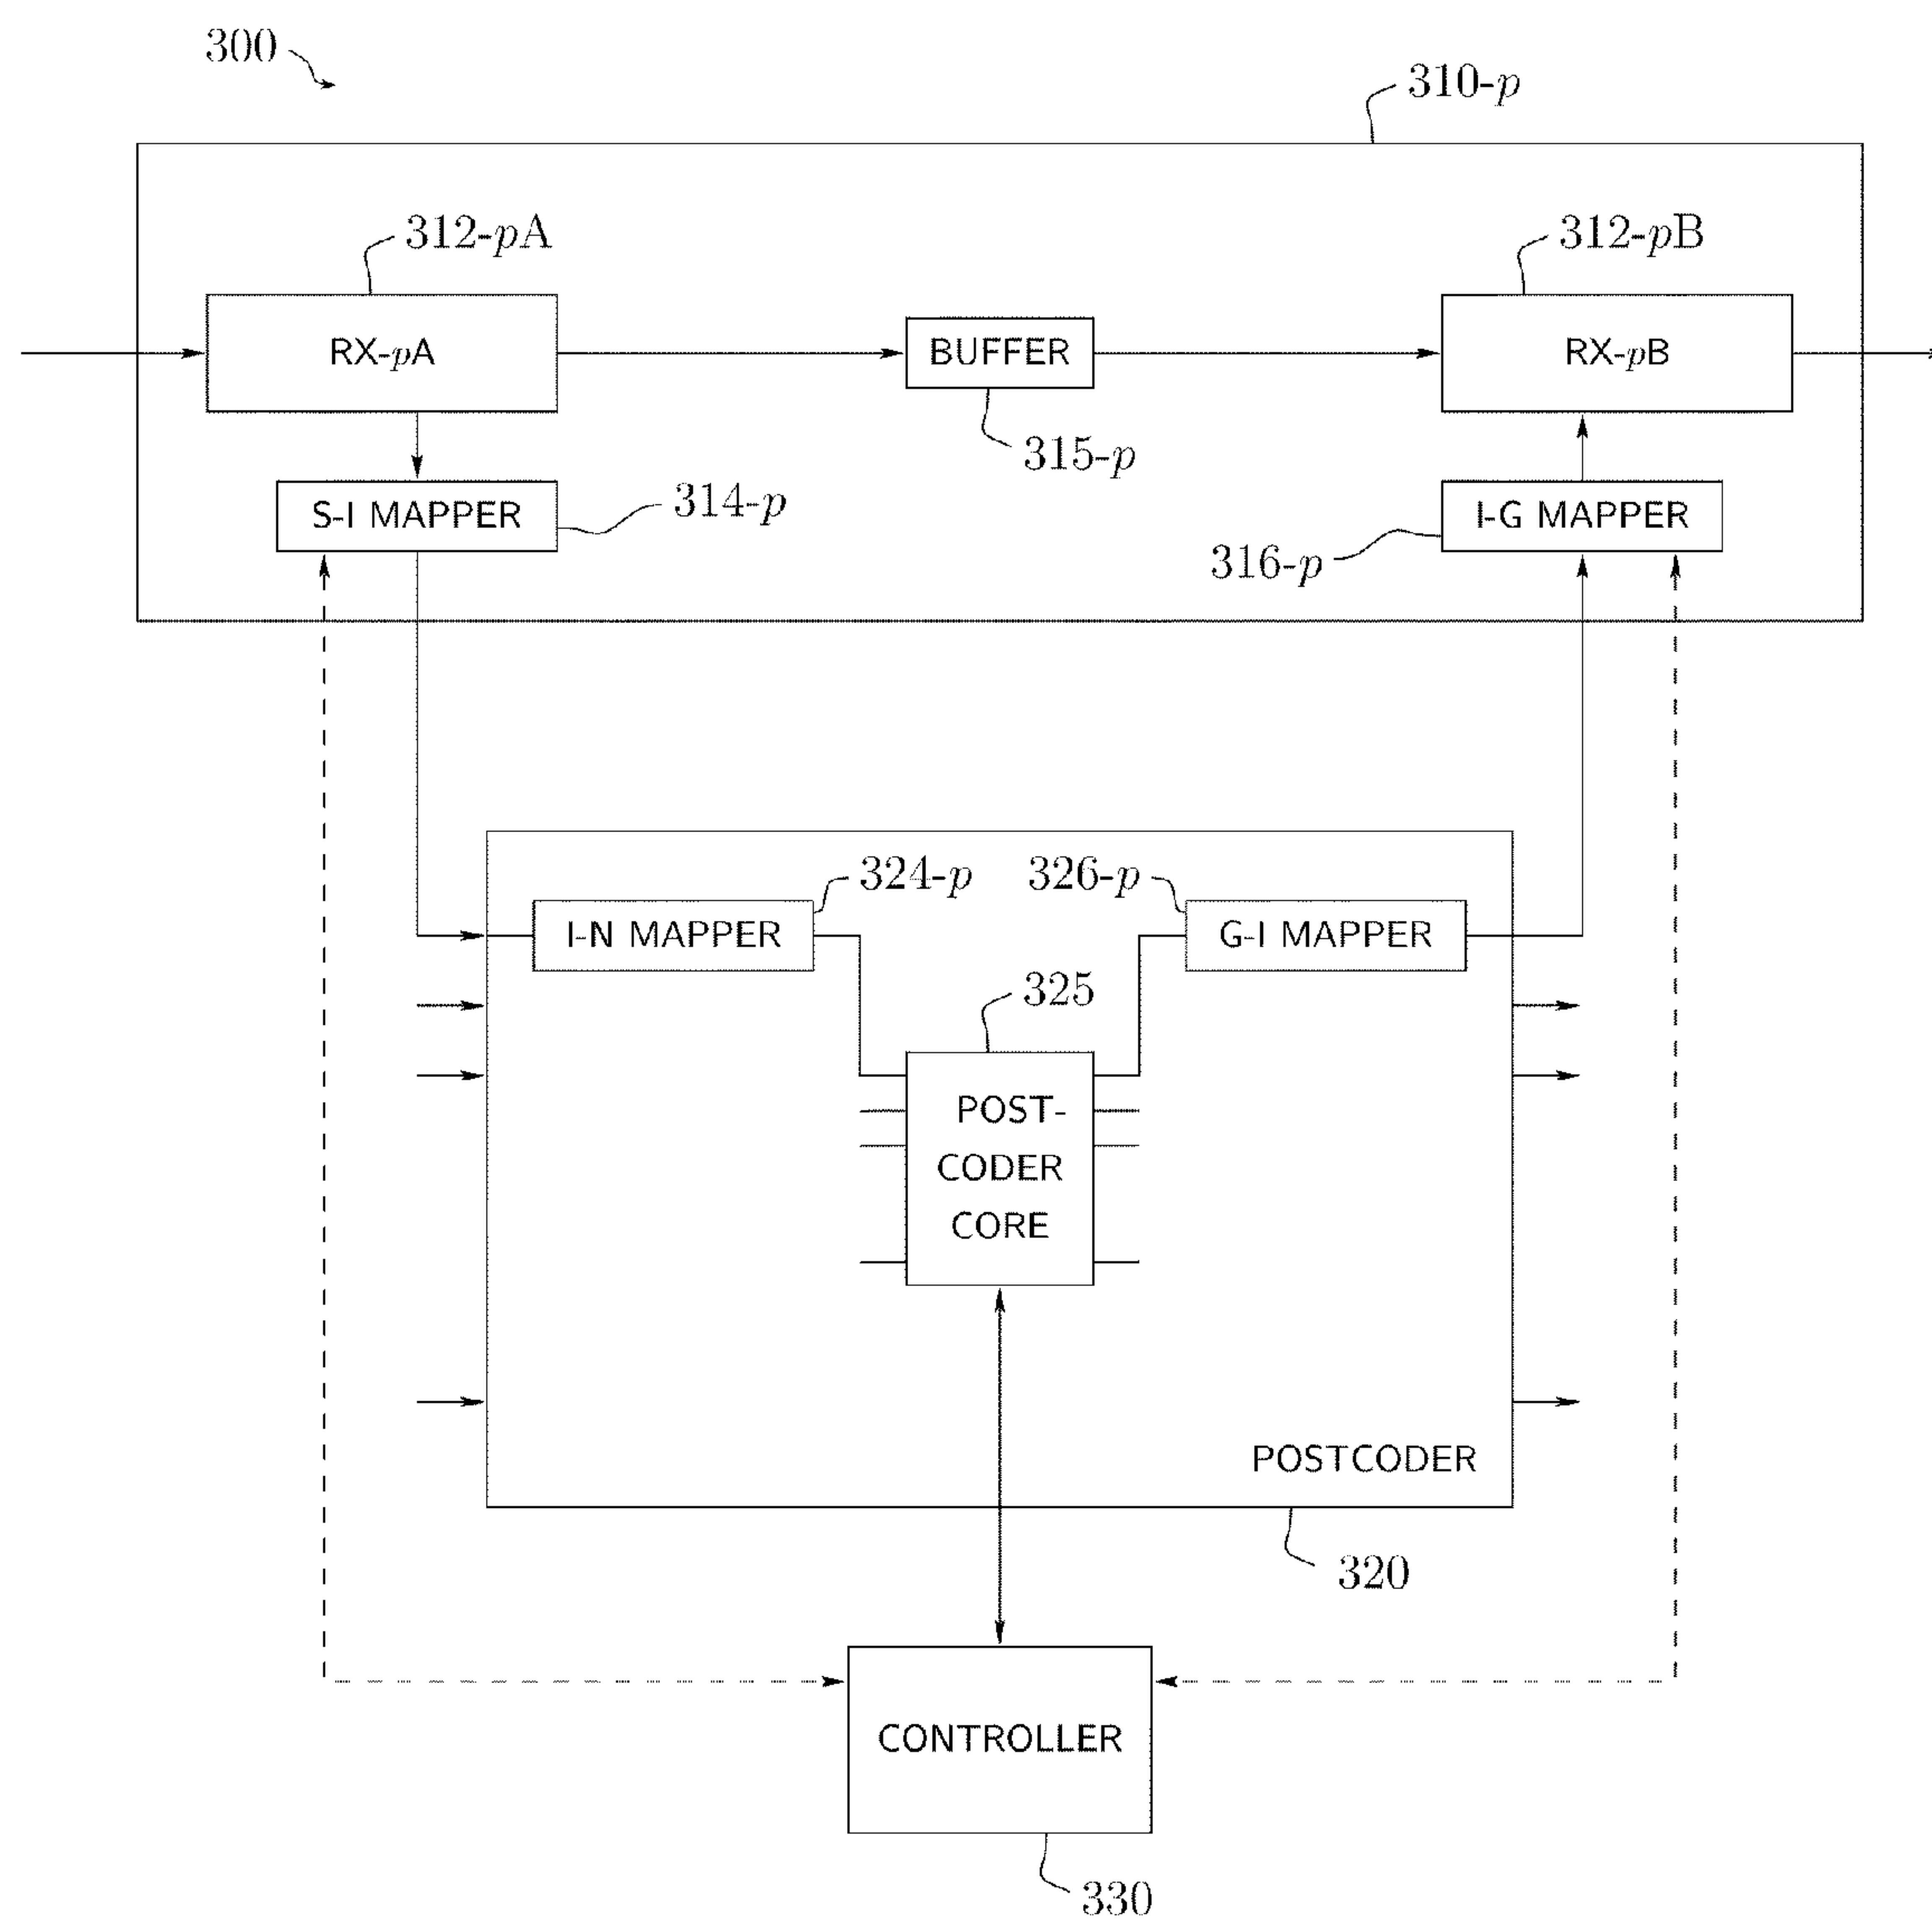 300
310-p
312-pA
312-pB
RX-pA
BUFFER
RX-pB
315-p
S-I MAPPER
314-p
I-G MAPPER
316-p
324-p
326-p
I-N MAPPER
G-I MAPPER
325
POST-
CODER
CORE
POSTCODER
320
CONTROLLER
330